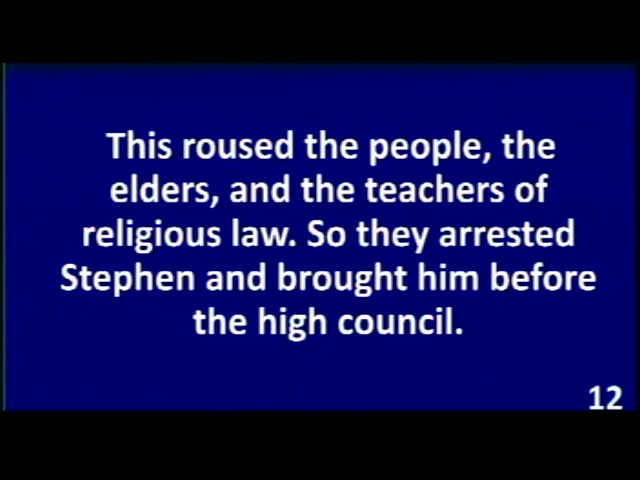 This roused the people, the
elders, and the teachers of
religious law. So they arrested
Stephen and brought him before
the high council.
12